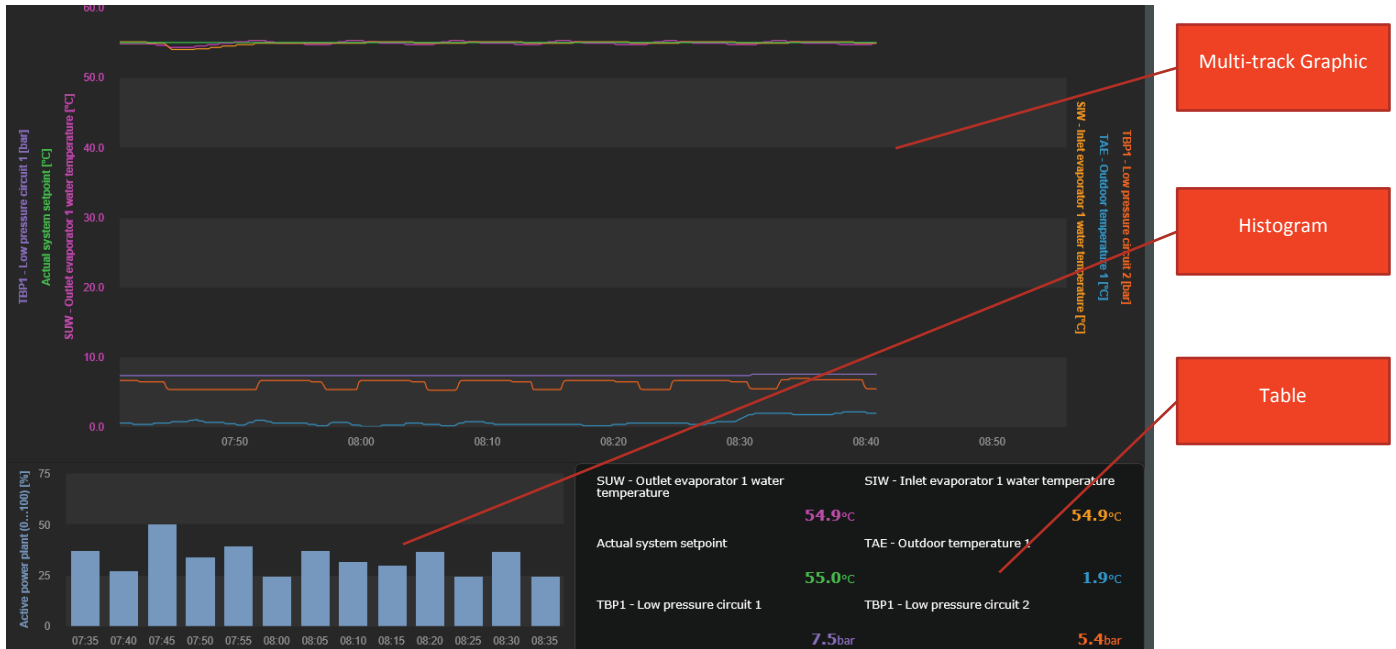 60.0
50.0
40.0
30.0
20.0
10.0
0.0
TBP1 - Low pressure circuit 1 [bar]
Actual system setpoint [°C]
SUW - Outlet evaporator 1 water temperature [°C]
SIW - Inlet evaporator 1 water temperature [°C]
TAE - Outdoor temperature 1 [°C]
TBP1 - Low pressure circuit 2 [bar]
07:50 08:00 08:10 08:20 08:30 08:40 08:50
Multi-track Graphic
Histogram
Table
Active power plant (0...100) [%]
75
50
25
0
07:35 07:40 07:45 07:50 07:55 08:00 08:05 08:10 08:15 08:20 08:25 08:30 08:35
SUW - Outlet evaporator 1 water
temperature
54.9°C
SIW - Inlet evaporator 1 water temperature
54.9°C
Actual system setpoint
55.0°C
TAE - Outdoor temperature 1
1.9°C
TBP1 - Low pressure circuit 1
7.5bar
TBP1 - Low pressure circuit 2
5.4bar